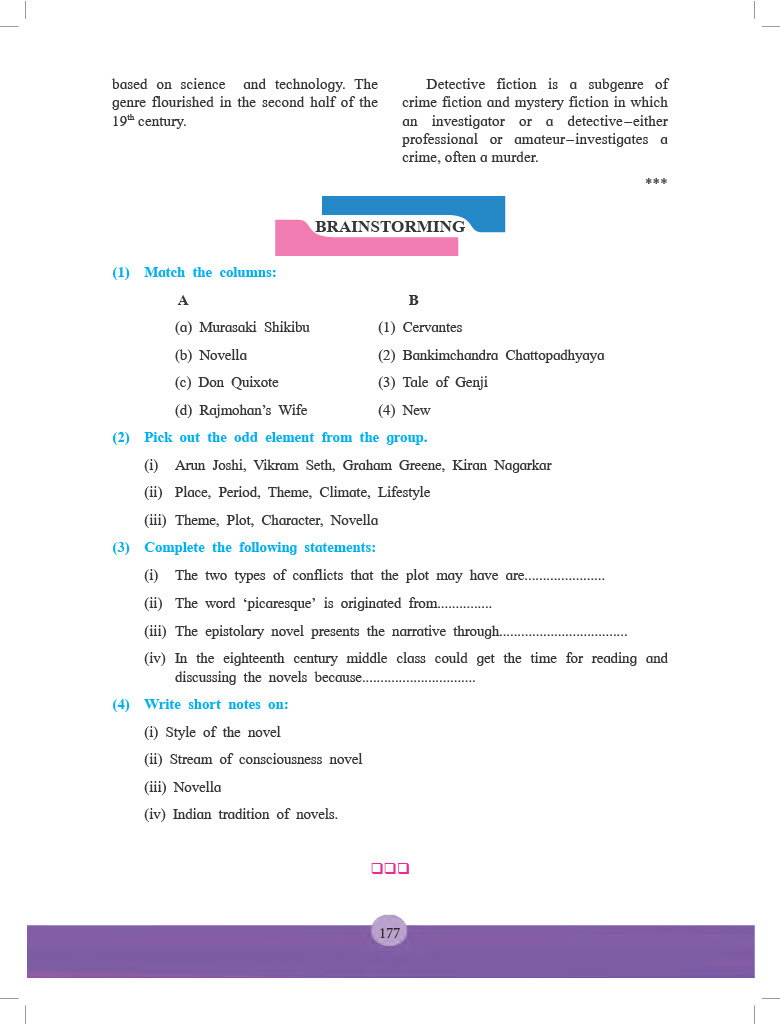 based on science and technology. The
genre flourished in the second half of the
19th century.
Detective fiction is a subgenre of
crime fiction and mystery fiction in which
an investigator or a detective–either
professional or amateur–investigates a
crime, often a murder.
***
BRAINSTORMING
(1) Match the columns:
A B
(a) Murasaki Shikibu (1) Cervantes
(b) Novella (2) Bankimchandra Chattopadhyaya
(c) Don Quixote (3) Tale of Genji
(d) Rajmohan’s Wife (4) New
(2) Pick out the odd element from the group.
(i) Arun Joshi, Vikram Seth, Graham Greene, Kiran Nagarkar
(ii) Place, Period, Theme, Climate, Lifestyle
(iii) Theme, Plot, Character, Novella
(3) Complete the following statements:
(i) The two types of conflicts that the plot may have are......................
(ii) The word ‘picaresque’ is originated from...............
(iii) The epistolary novel presents the narrative through...................................
(iv) In the eighteenth century middle class could get the time for reading and
discussing the novels because...............................
(4) Write short notes on:
(i) Style of the novel
(ii) Stream of consciousness novel
(iii) Novella
(iv) Indian tradition of novels.
❑❑❑
177